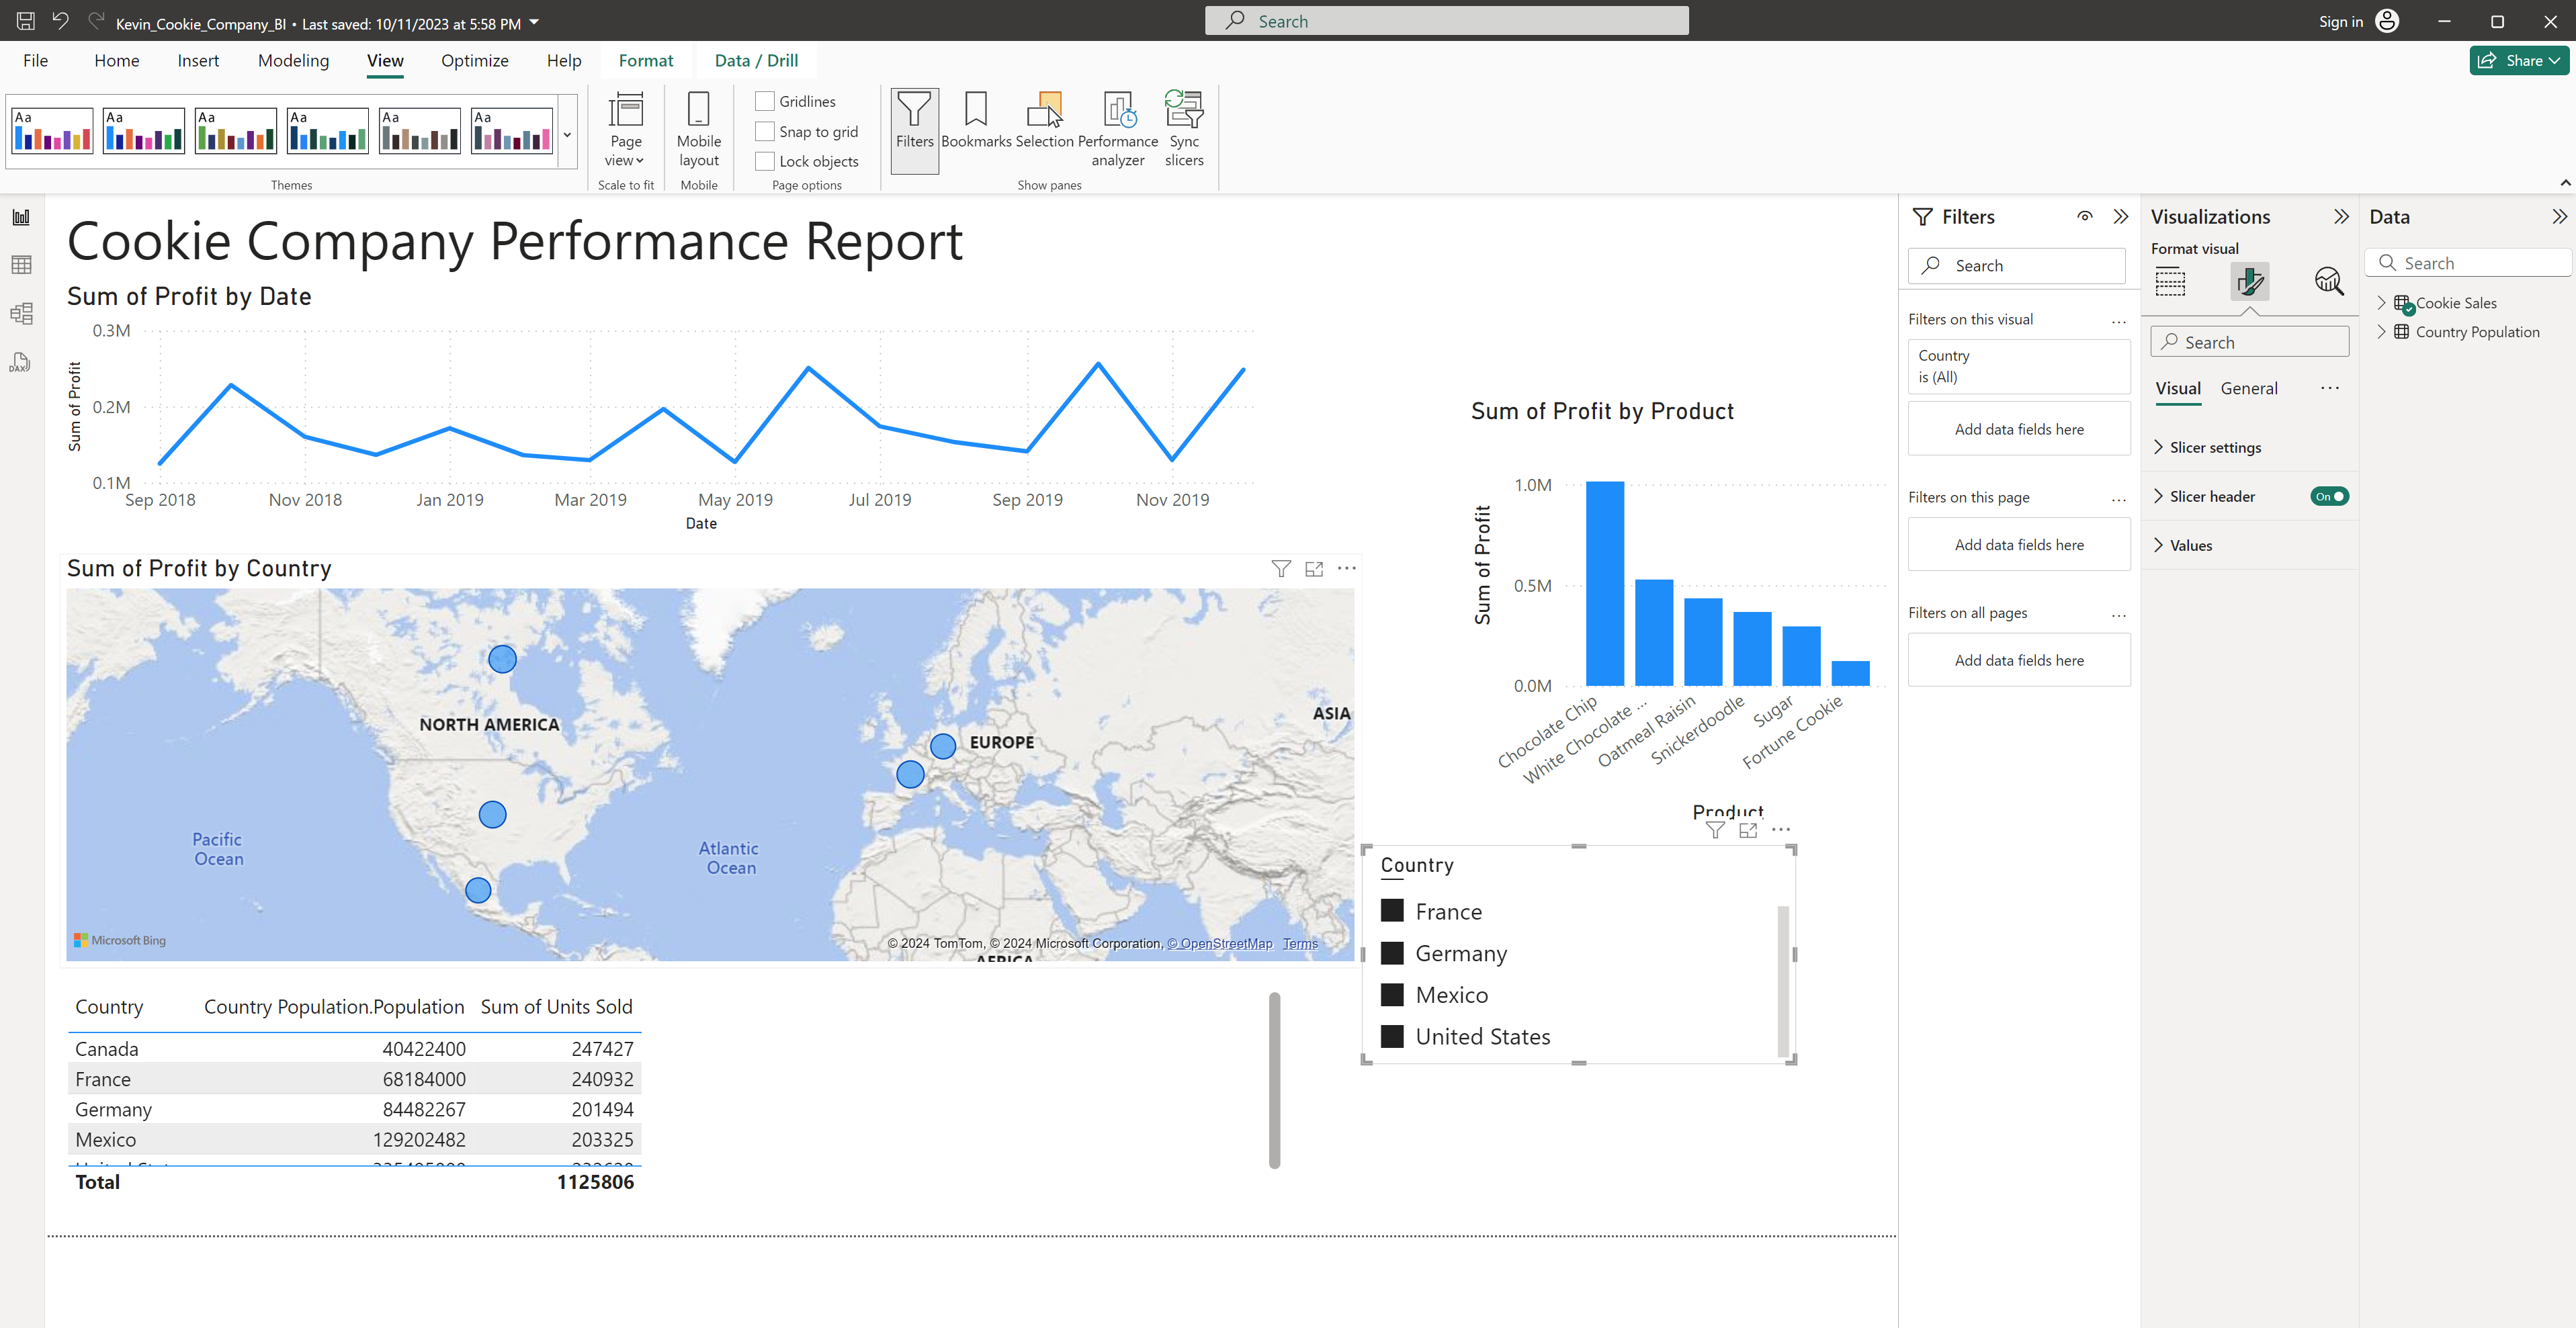 Kevin_Cookie_Company_BI • Last saved: 10/11/2023 at 5:58 PM
Search
Sign in
File Home Insert Modeling View Optimize Help Format Data / Drill
Share
Aa Aa Aa Aa Aa Aa
Themes
Page view
Scale to fit
Mobile layout
Mobile
Gridlines
Snap to grid
Lock objects
Page options
Filters
Bookmarks
Selection
Performance analyzer
Sync slicers
Show panes
DAX
Cookie Company Performance Report
Sum of Profit by Date
Sum of Profit
0.3M
0.2M
0.1M
Sep 2018 Nov 2018 Jan 2019 Mar 2019 May 2019 Jul 2019 Sep 2019 Nov 2019
Date
Sum of Profit by Country
NORTH AMERICA
EUROPE
ASIA
Pacific
Ocean
Atlantic
Ocean
AFRICA
Microsoft Bing
© 2024 TomTom, © 2024 Microsoft Corporation, © OpenStreetMap Terms
Country Country Population.Population Sum of Units Sold
Canada 40422400 247427
France 68184000 240932
Germany 84482267 201494
Mexico 129202482 203325
Total 1125806
Sum of Profit by Product
Sum of Profit
1.0M
0.5M
0.0M
Chocolate Chip
White Chocolate ...
Oatmeal Raisin
Snickerdoodle
Sugar
Fortune Cookie
Product
Country
France
Germany
Mexico
United States
Filters
Search
Filters on this visual
Country
is (All)
Add data fields here
Filters on this page
Add data fields here
Filters on all pages
Add data fields here
Visualizations
Format visual
Search
Visual General
Slicer settings
Slicer header On
Values
Data
Search
Cookie Sales
Country Population